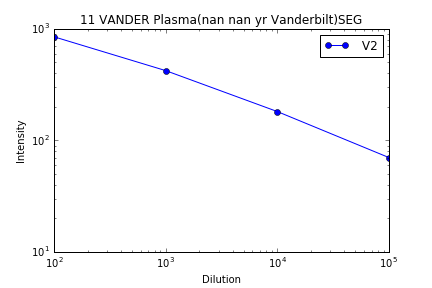 11 VANDER Plasma(nan nan yr Vanderbilt)SEG
V2
Intensity
10³
10²
10¹
10² 10³ 10⁴ 10⁵
Dilution